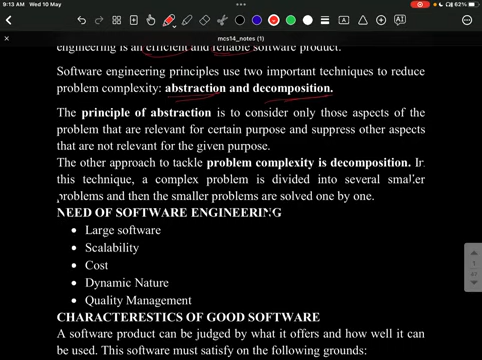 9:13 AM Wed 10 May
62%
mcs14_notes (1)
engineering is an efficient and reliable software product.
Software engineering principles use two important techniques to reduce
problem complexity: abstraction and decomposition.
The principle of abstraction is to consider only those aspects of the
problem that are relevant for certain purpose and suppress other aspects
that are not relevant for the given purpose.
The other approach to tackle problem complexity is decomposition. In
this technique, a complex problem is divided into several smaller
problems and then the smaller problems are solved one by one.
NEED OF SOFTWARE ENGINEERING
• Large software
• Scalability
• Cost
• Dynamic Nature
• Quality Management
CHARACTERISTICS OF GOOD SOFTWARE
A software product can be judged by what it offers and how well it can
be used. This software must satisfy on the following grounds: